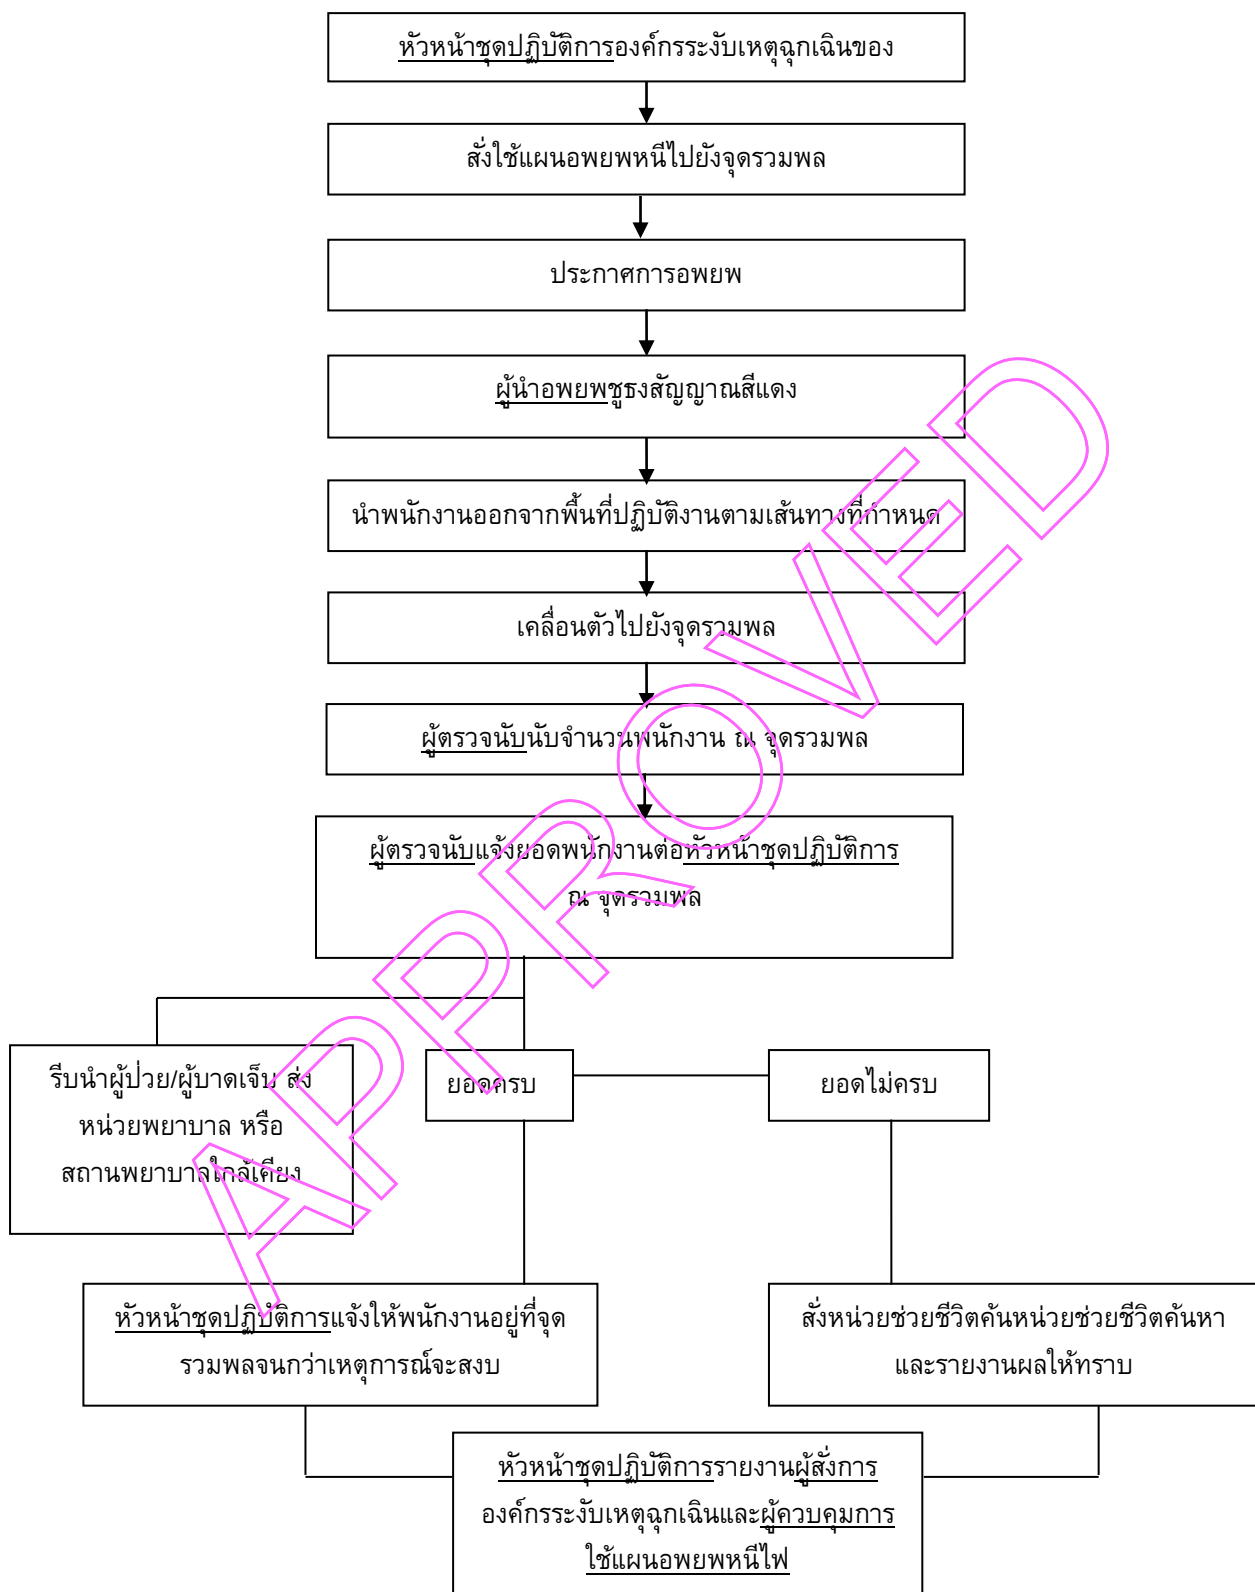 หัวหน้าชุดปฏิบัติการองค์กรระงับเหตุฉุกเฉินของ
สั่งใช้แผนอพยพหนีไปยังจุดรวมพล
ประกาศการอพยพ
ผู้นำอพยพชูธงสัญญาณสีแดง
นำพนักงานออกจากพื้นที่ปฏิบัติงานตามเส้นทางที่กำหนด
เคลื่อนตัวไปยังจุดรวมพล
ผู้ตรวจนับนับจำนวนพนักงาน ณ จุดรวมพล
ผู้ตรวจนับแจ้งยอดพนักงานต่อหัวหน้าชุดปฏิบัติการ
ณ จุดรวมพล
รีบนำผู้ป่วย/ผู้บาดเจ็บ ส่ง
หน่วยพยาบาล หรือ
สถานพยาบาลใกล้เคียง
ยอดครบ
ยอดไม่ครบ
หัวหน้าชุดปฏิบัติการแจ้งให้พนักงานอยู่ที่จุด
รวมพลจนกว่าเหตุการณ์จะสงบ
สั่งหน่วยช่วยชีวิตค้นหน่วยช่วยชีวิตค้นหา
และรายงานผลให้ทราบ
หัวหน้าชุดปฏิบัติการรายงานผู้สั่งการ
องค์กรระงับเหตุฉุกเฉินและผู้ควบคุมการ
ใช้แผนอพยพหนีไฟ
APPROVED